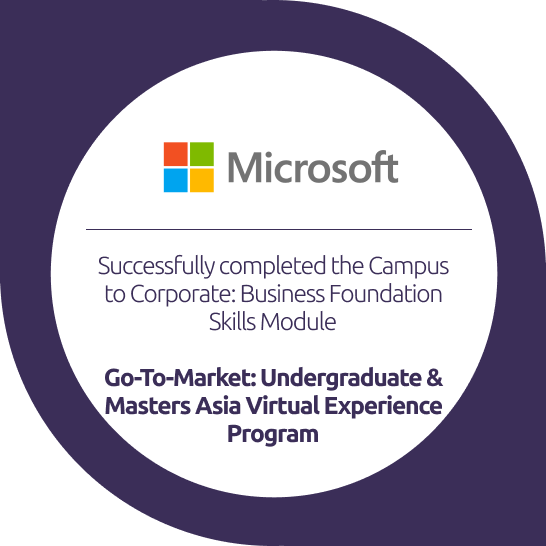 Microsoft
Successfully completed the Campus
to Corporate: Business Foundation
Skills Module
Go-To-Market: Undergraduate &
Masters Asia Virtual Experience
Program